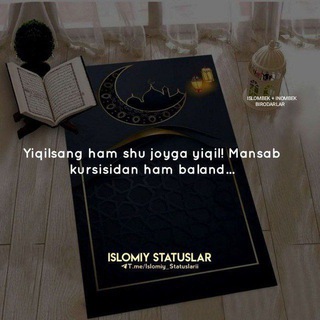 ISLOMBEK + INOMBEK
BIRODARLAR
Yiqilsang ham shu joyga yiqil! Mansab
kursisidan ham baland...
ISLOMIY STATUSLAR
T.me/Islomiy_Statuslarii